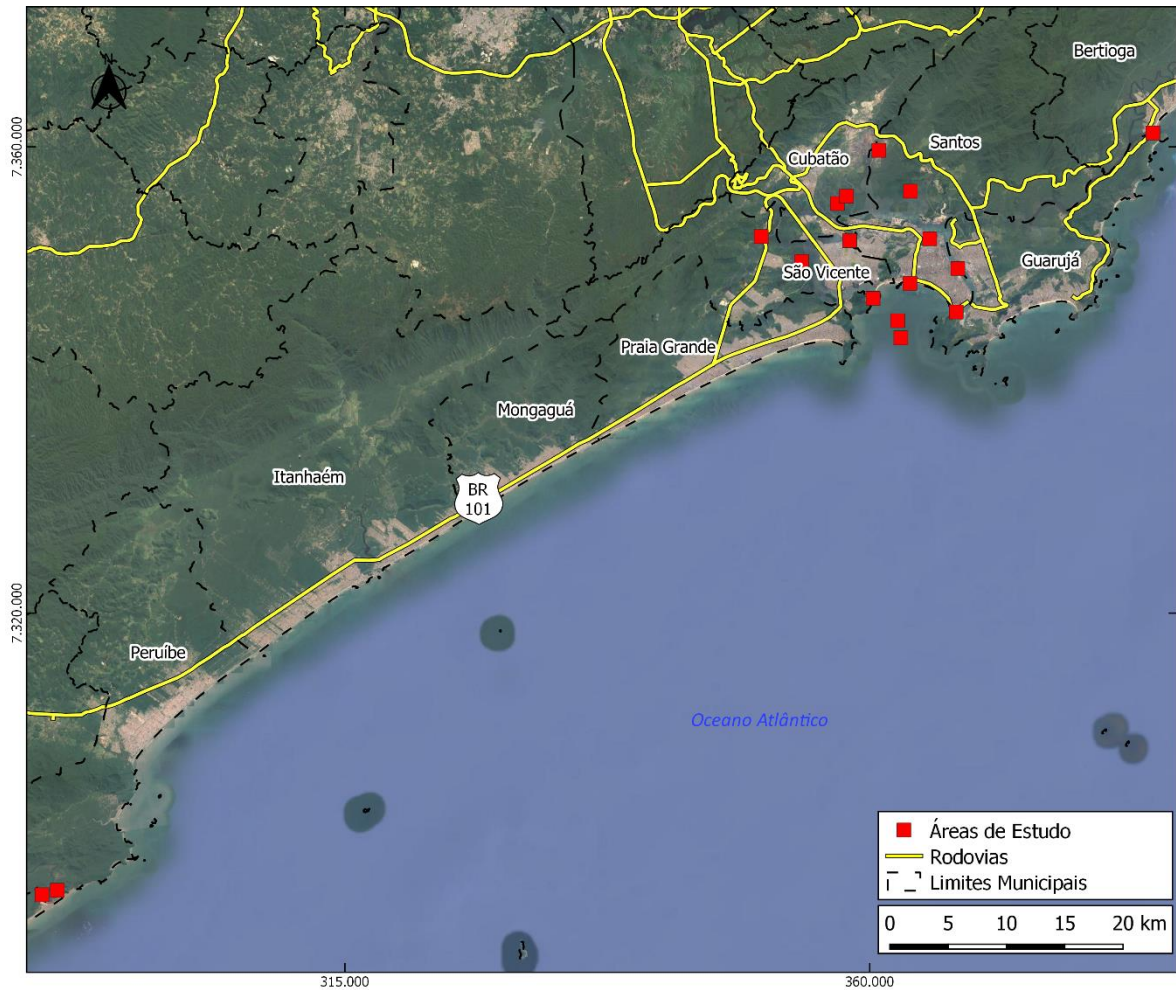 Bertioga
7.360.000
Santos
Cubatão
Guarujá
São Vicente
Praia Grande
Mongaguá
Itanhaém
BR
101
7.320.000
Peruíbe
Oceano Atlântico
Áreas de Estudo
Rodovias
Limites Municipais
0 5 10 15 20 km
315.000 360.000